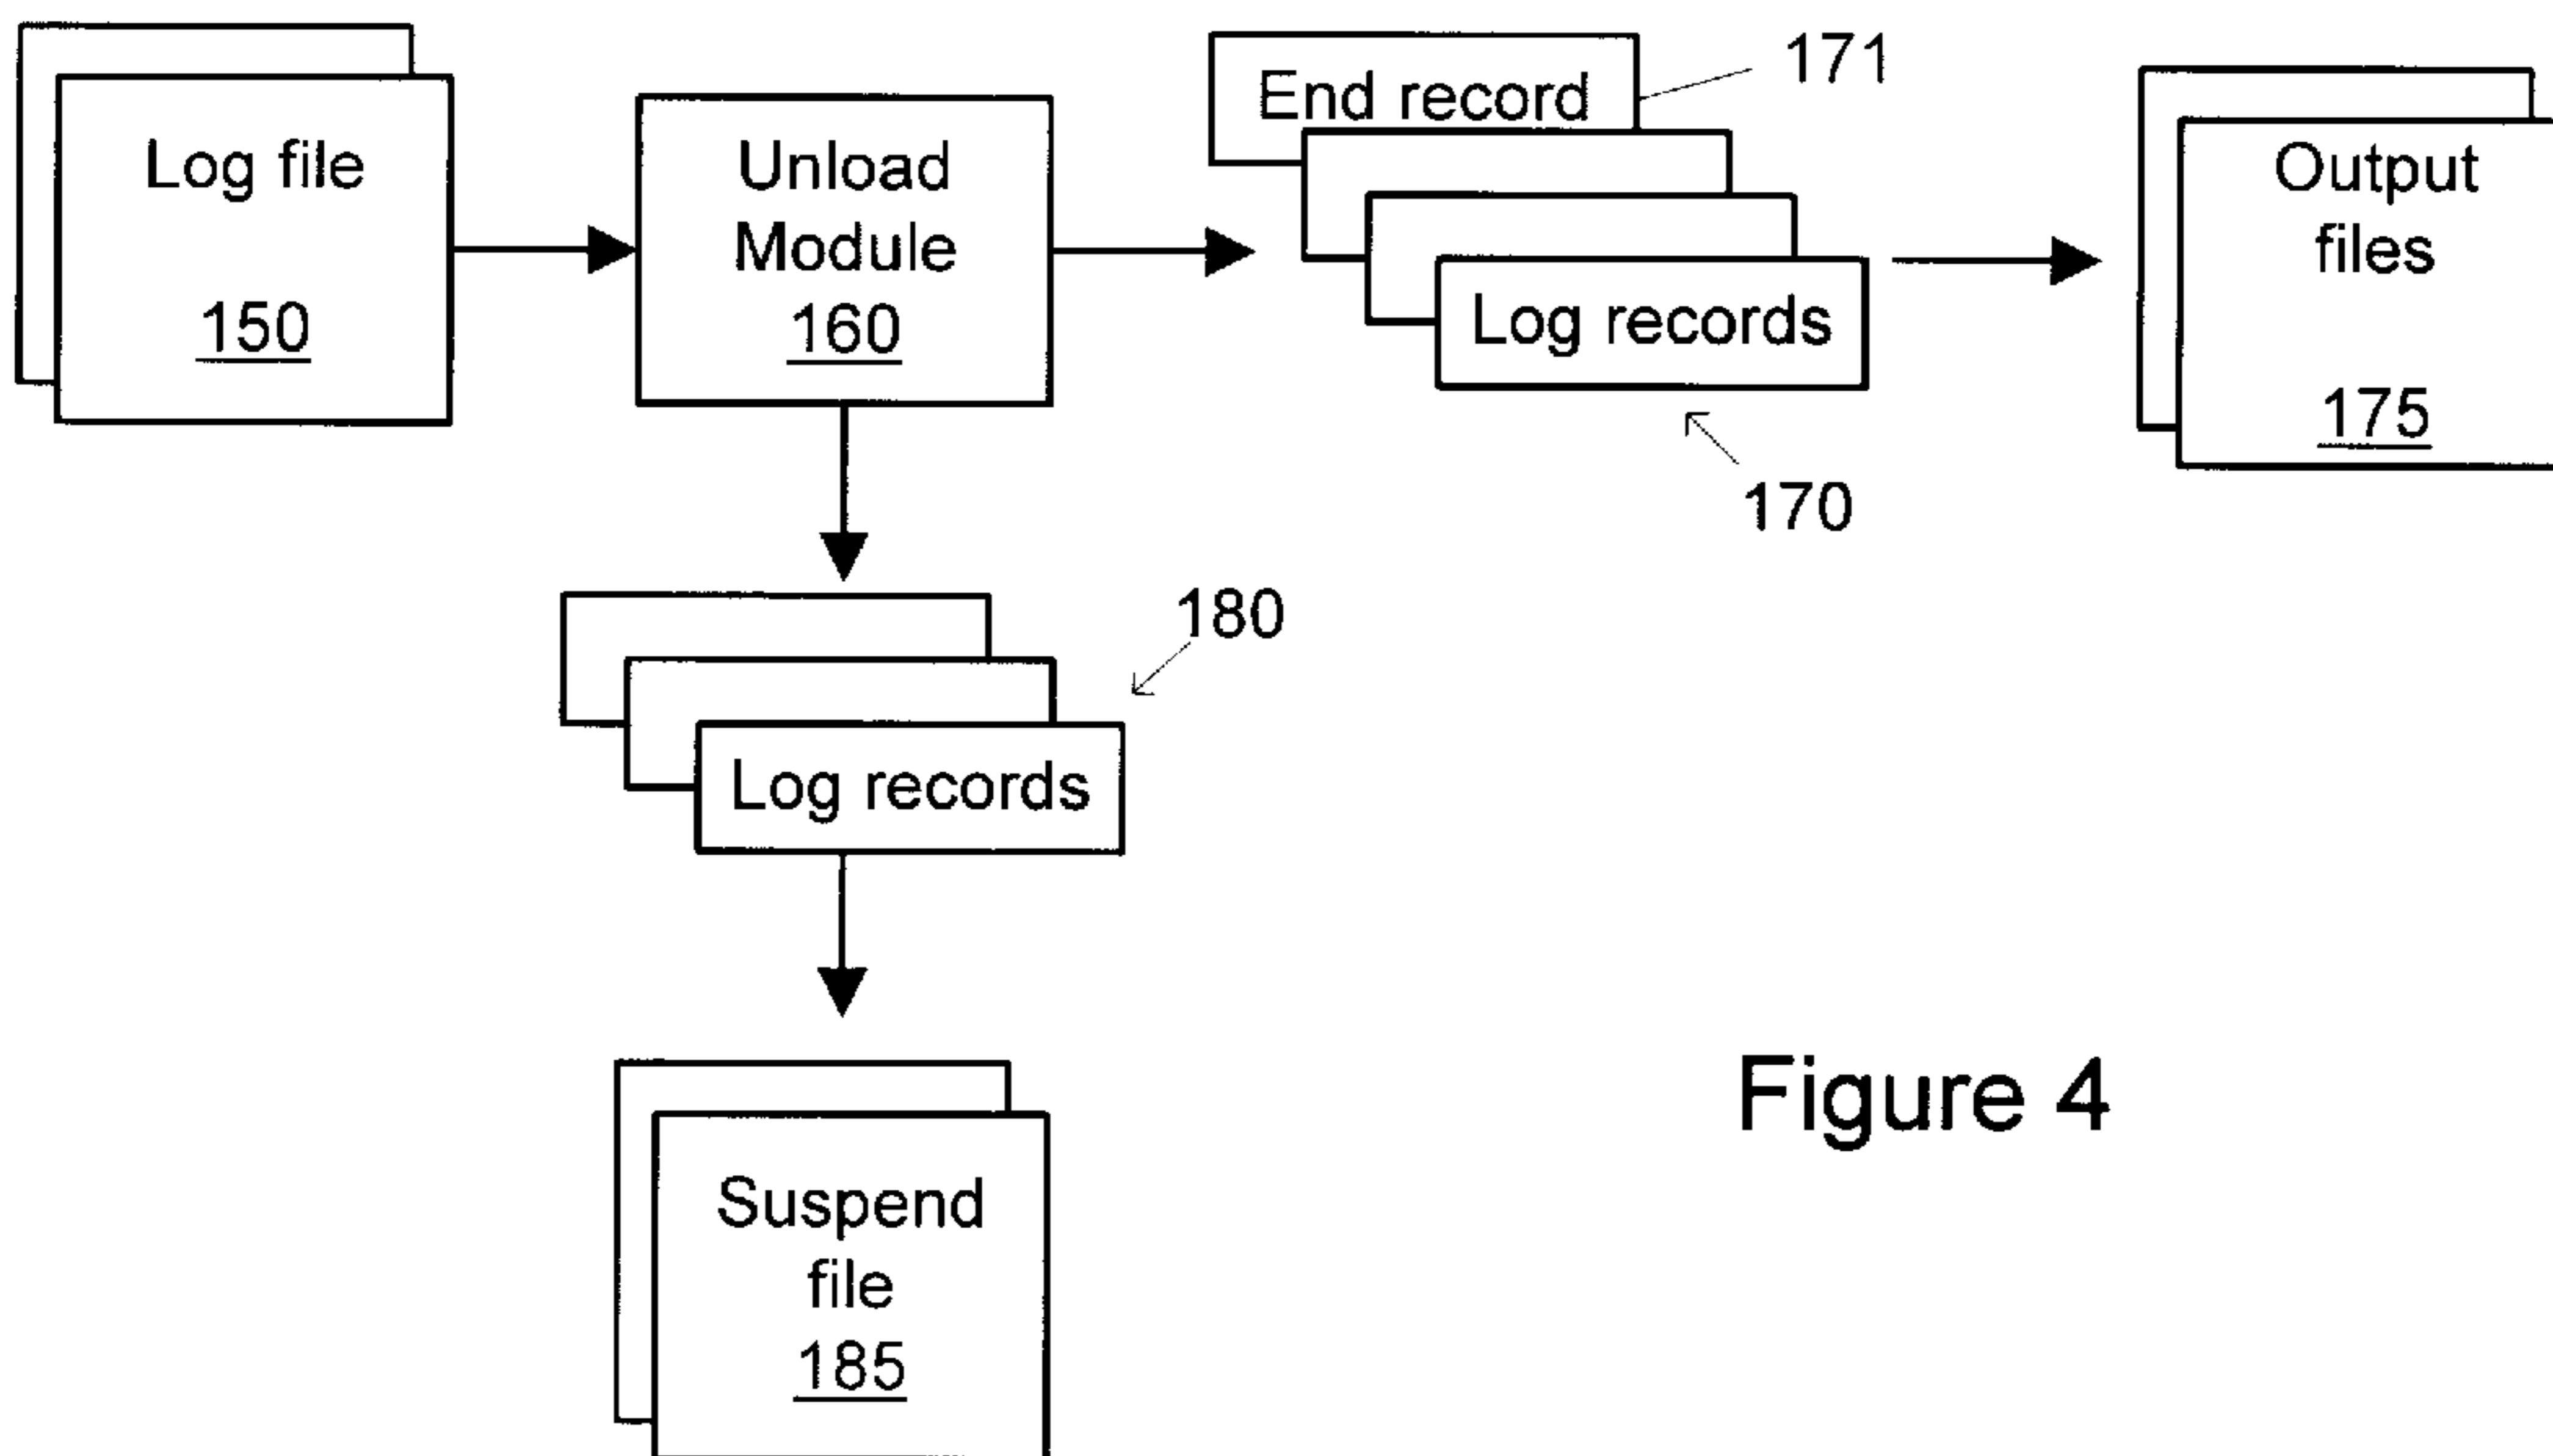 Log file
150
Unload
Module
160
End record
171
Log records
170
Output
files
175
180
Log records
Suspend
file
185
Figure 4